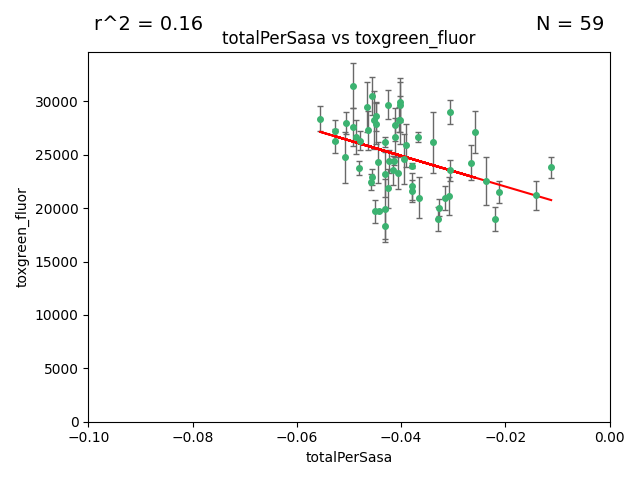 r^2 = 0.16
N = 59
totalPerSasa vs toxgreen_fluor
toxgreen_fluor
30000
25000
20000
15000
10000
5000
0
−0.10
−0.08
−0.06
−0.04
−0.02
0.00
totalPerSasa